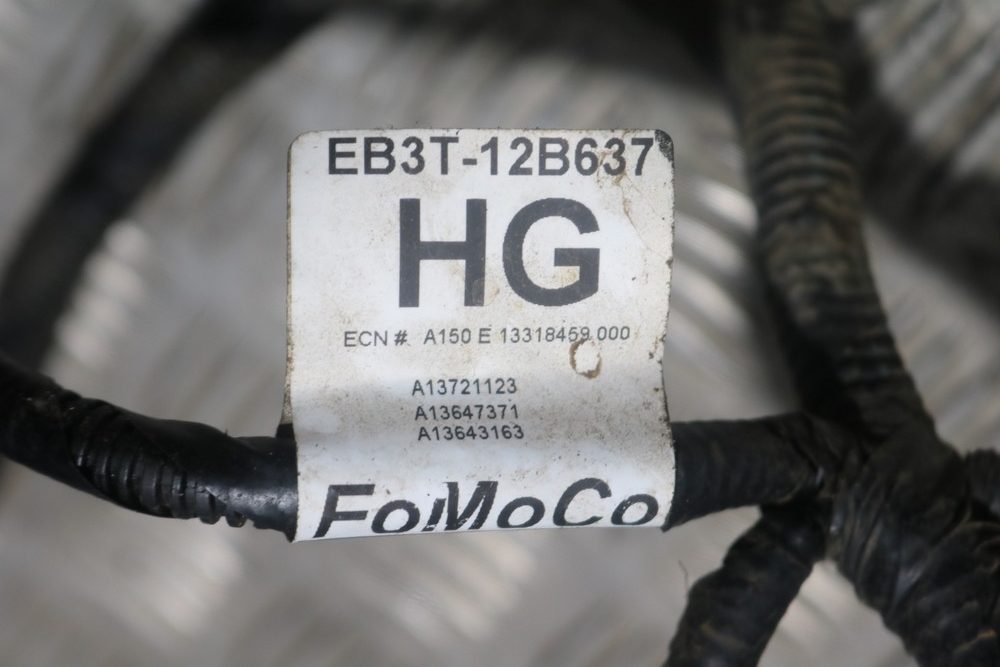 EB3T-12B637
HG
ECN # A150 E 13318459 000
A13721123
A13647371
A13643163
FoMoCo